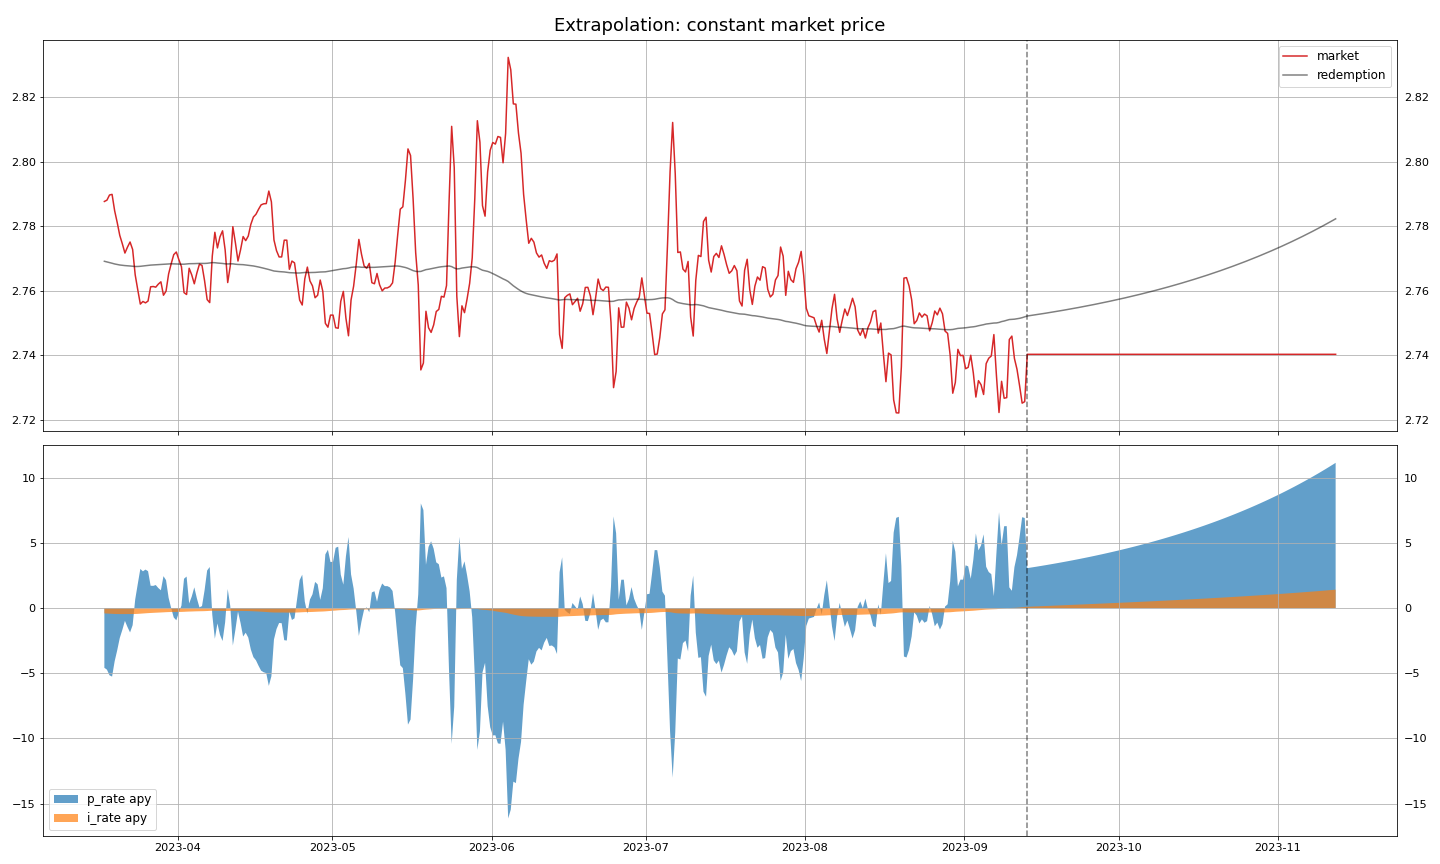 Extrapolation: constant market price
market
redemption
2.82 2.82
2.80 2.80
2.78 2.78
2.76 2.76
2.74 2.74
2.72 2.72
10 10
5 5
0 0
−5 −5
−10 −10
−15 −15
p_rate apy
i_rate apy
2023-04 2023-05 2023-06 2023-07 2023-08 2023-09 2023-10 2023-11